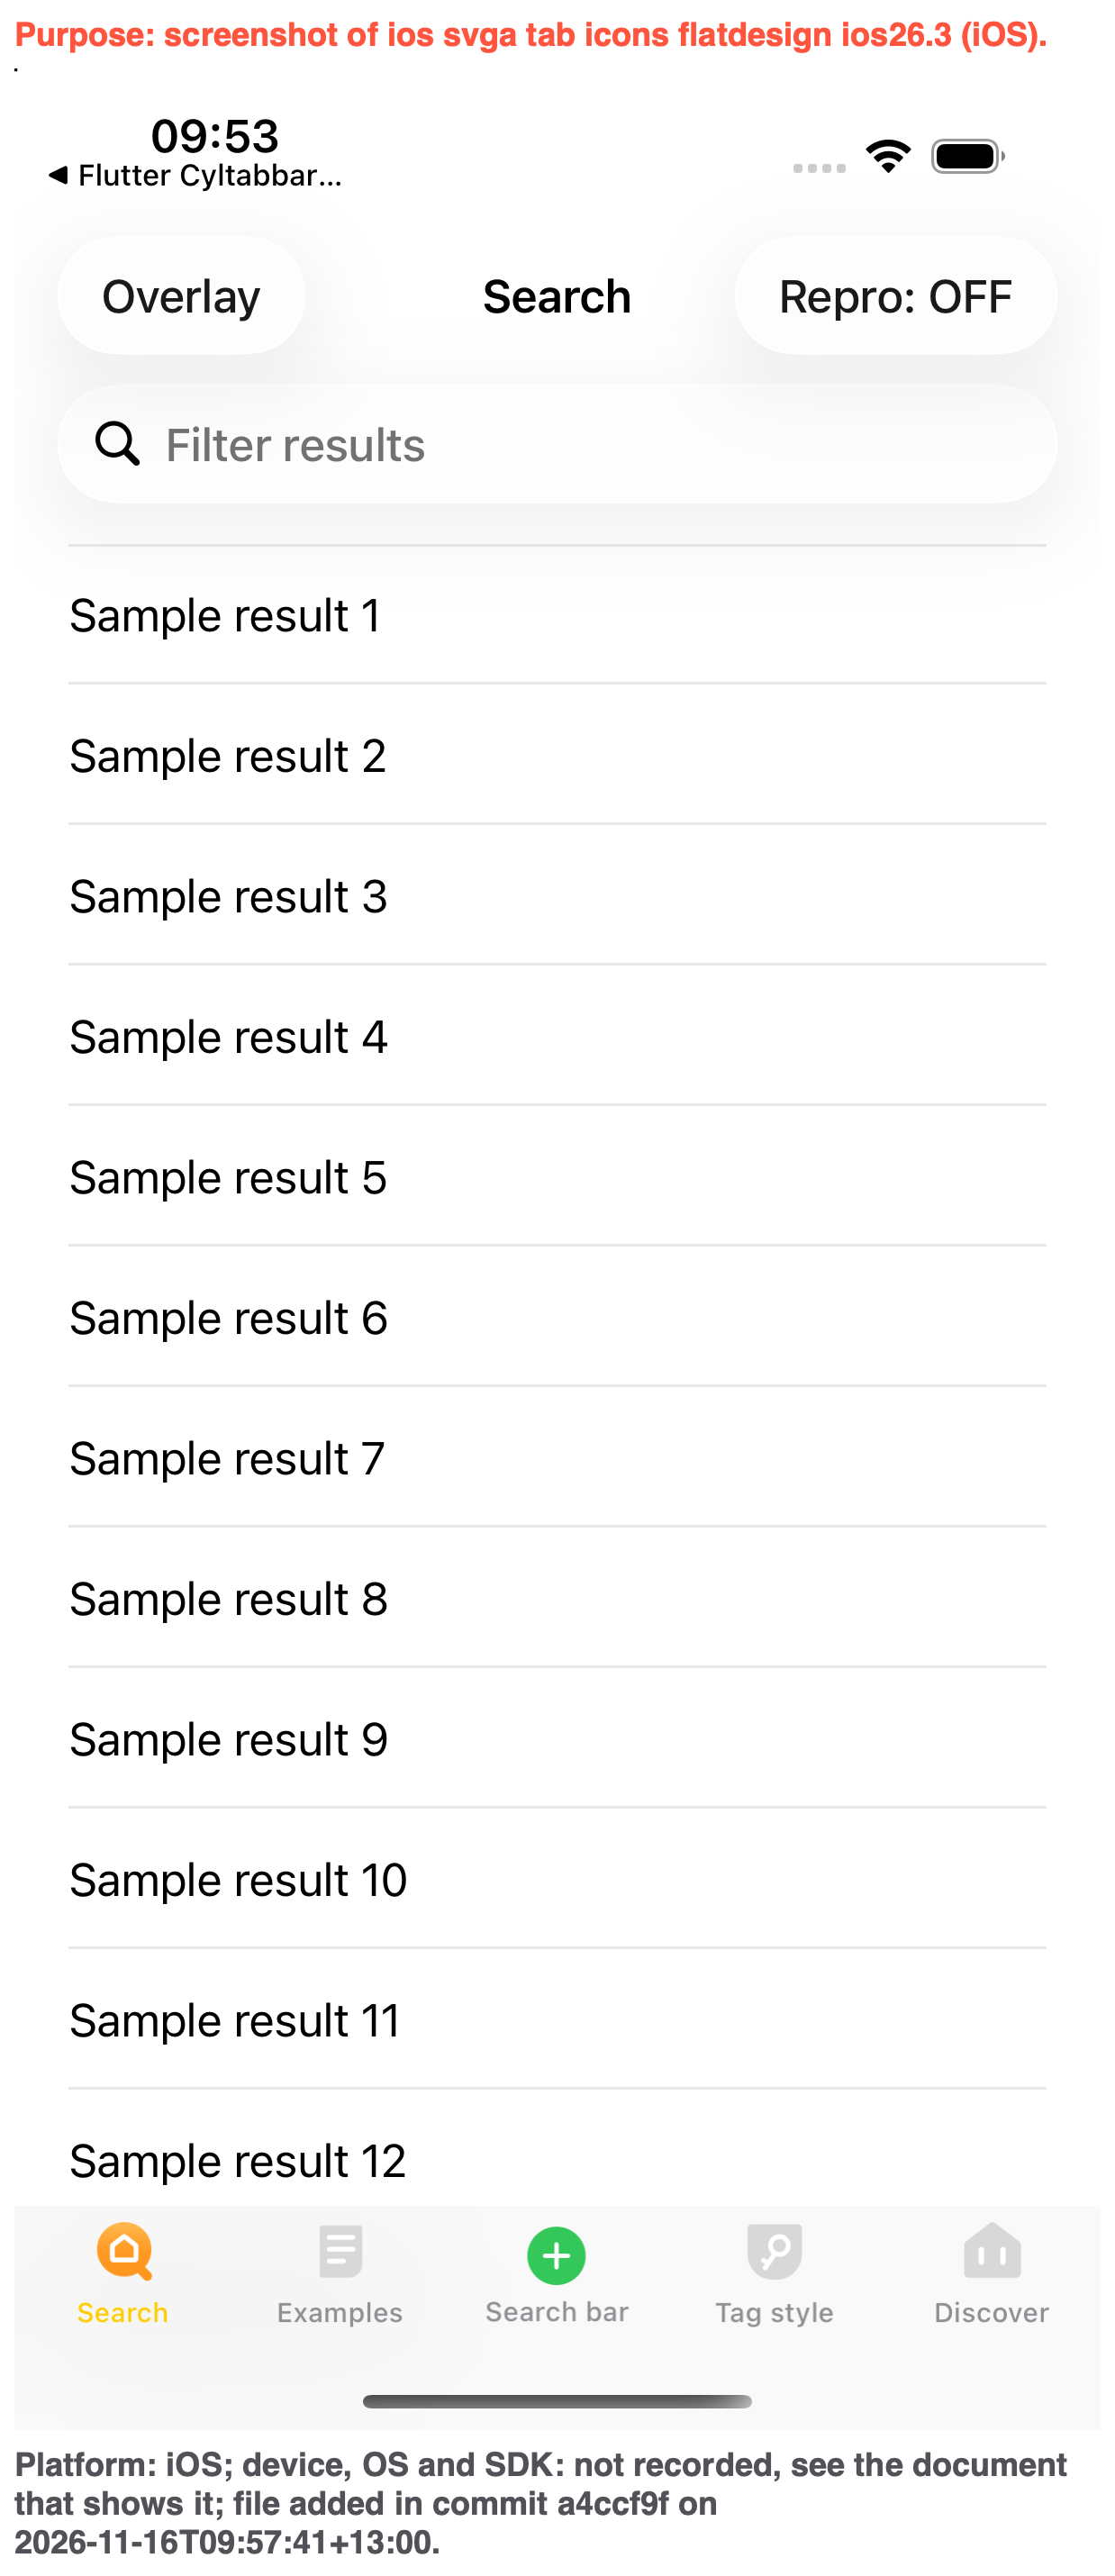 Purpose: screenshot of ios svga tab icons flatdesign ios26.3 (iOS).
.
09:53
◀ Flutter Cyltabbar...
Overlay
Search
Repro: OFF
Filter results
Sample result 1
Sample result 2
Sample result 3
Sample result 4
Sample result 5
Sample result 6
Sample result 7
Sample result 8
Sample result 9
Sample result 10
Sample result 11
Sample result 12
Search
Examples
Search bar
Tag style
Discover
Platform: iOS; device, OS and SDK: not recorded, see the document
that shows it; file added in commit a4ccf9f on
2026-11-16T09:57:41+13:00.